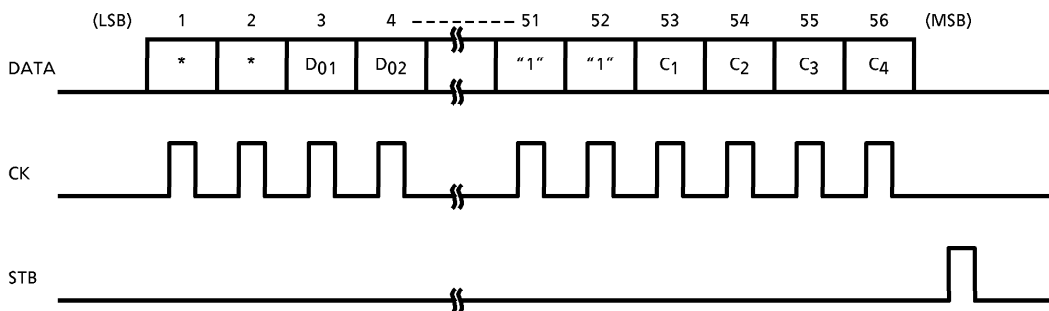 (LSB) 1 2 3 4 51 52 53 54 55 56 (MSB)
DATA * * D01 D02 "1" "1" C1 C2 C3 C4
CK
STB